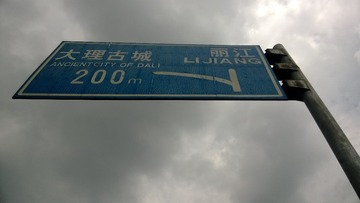 大理古城 丽江
ANCIENT CITY OF DALI LIJIANG
200m